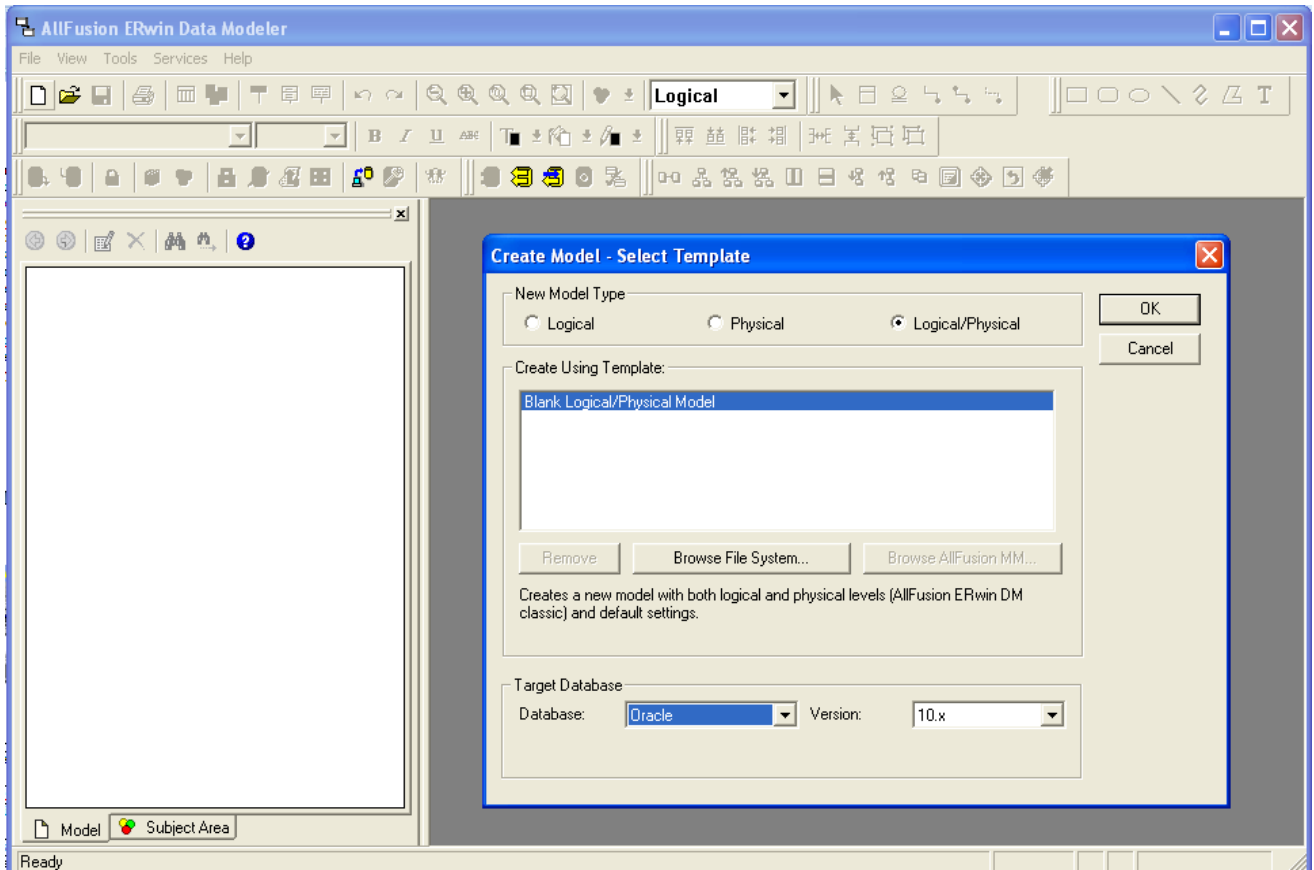 AllFusion ERwin Data Modeler
File View Tools Services Help
Logical
B I U ABC T
T
Create Model - Select Template
New Model Type
Logical Physical Logical/Physical
OK
Cancel
Create Using Template:
Blank Logical/Physical Model
Remove Browse File System... Browse AllFusion MM...
Creates a new model with both logical and physical levels (AllFusion ERwin DM
classic) and default settings.
Target Database
Database: Oracle Version: 10.x
Model Subject Area
Ready